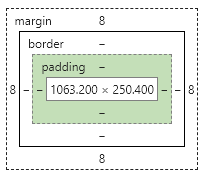 margin 8
border –
padding –
8 – – 1063.200 × 250.400 – – 8
–
–
8